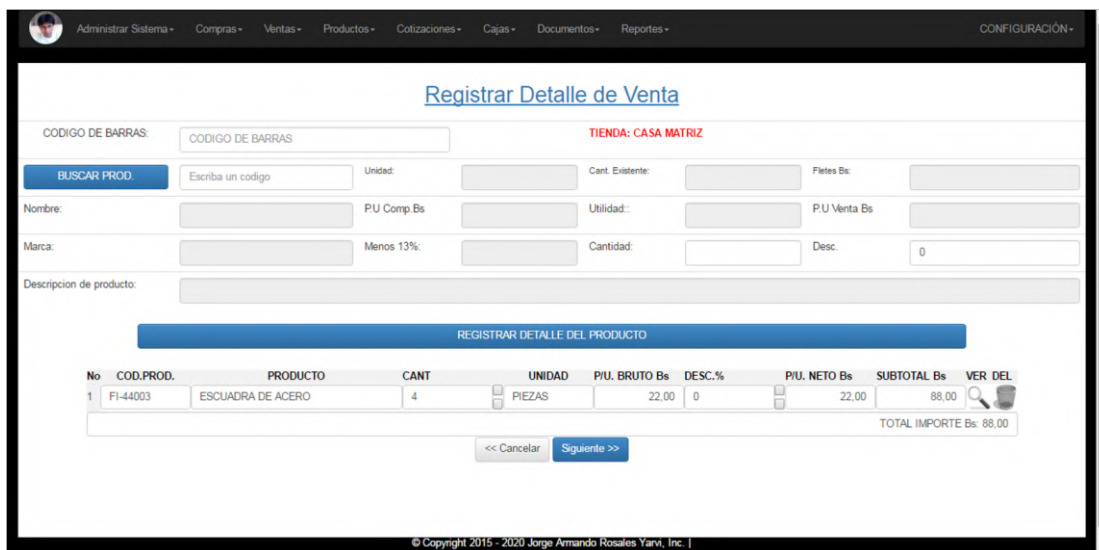 Administrar Sistema Compras Ventas Productos Cotizaciones Cajas Documentos Reportes CONFIGURACIÓN
Registrar Detalle de Venta
CODIGO DE BARRAS: CODIGO DE BARRAS TIENDA: CASA MATRIZ
BUSCAR PROD. Escriba un codigo Unidad: Cant. Existente: Fletes Bs:
Nombre: P.U Comp.Bs Utilidad:: P.U Venta Bs
Marca: Menos 13%: Cantidad: Desc. 0
Descripcion de producto:
REGISTRAR DETALLE DEL PRODUCTO
No COD.PROD. PRODUCTO CANT UNIDAD P/U. BRUTO Bs DESC.% P/U. NETO Bs SUBTOTAL Bs VER DEL
1 FI-44003 ESCUADRA DE ACERO 4 PIEZAS 22,00 0 22,00 88,00
TOTAL IMPORTE Bs: 88,00
<< Cancelar Siguiente >>
© Copyright 2015 - 2020 Jorge Armando Rosales Yarvi, Inc. |